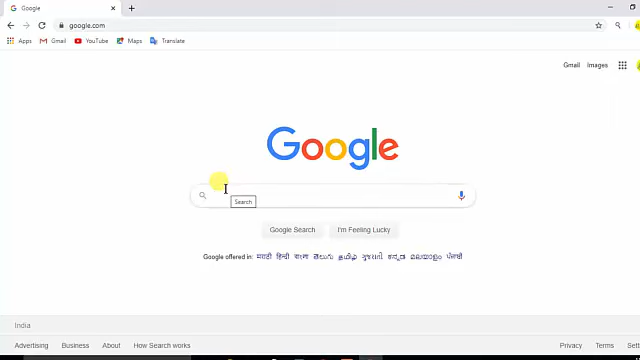 Google
google.com
Apps Gmail YouTube Maps Translate
Gmail Images
Google
Search
Google Search I'm Feeling Lucky
Google offered in: मराठी हिन्दी বাংলা తెలుగు தமிழ் ગુજરાતી ಕನ್ನಡ മലയാളം ਪੰਜਾਬੀ
India
Advertising Business About How Search works
Privacy Terms